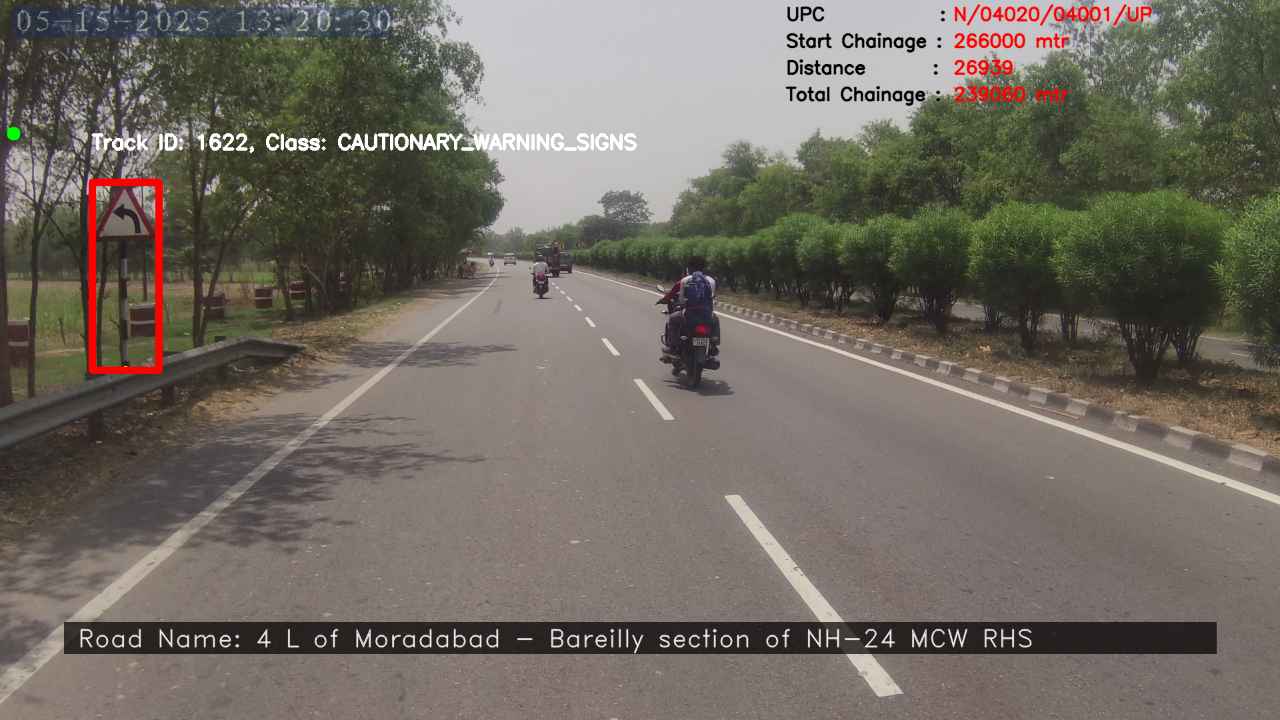 05-15-2025 13:20:30
UPC : N/04020/04001/UP
Start Chainage : 266000 mtr
Distance : 26939
Total Chainage : 239060 mtr
Track ID: 1622, Class: CAUTIONARY_WARNING_SIGNS
Road Name: 4 L of Moradabad - Bareilly section of NH-24 MCW RHS